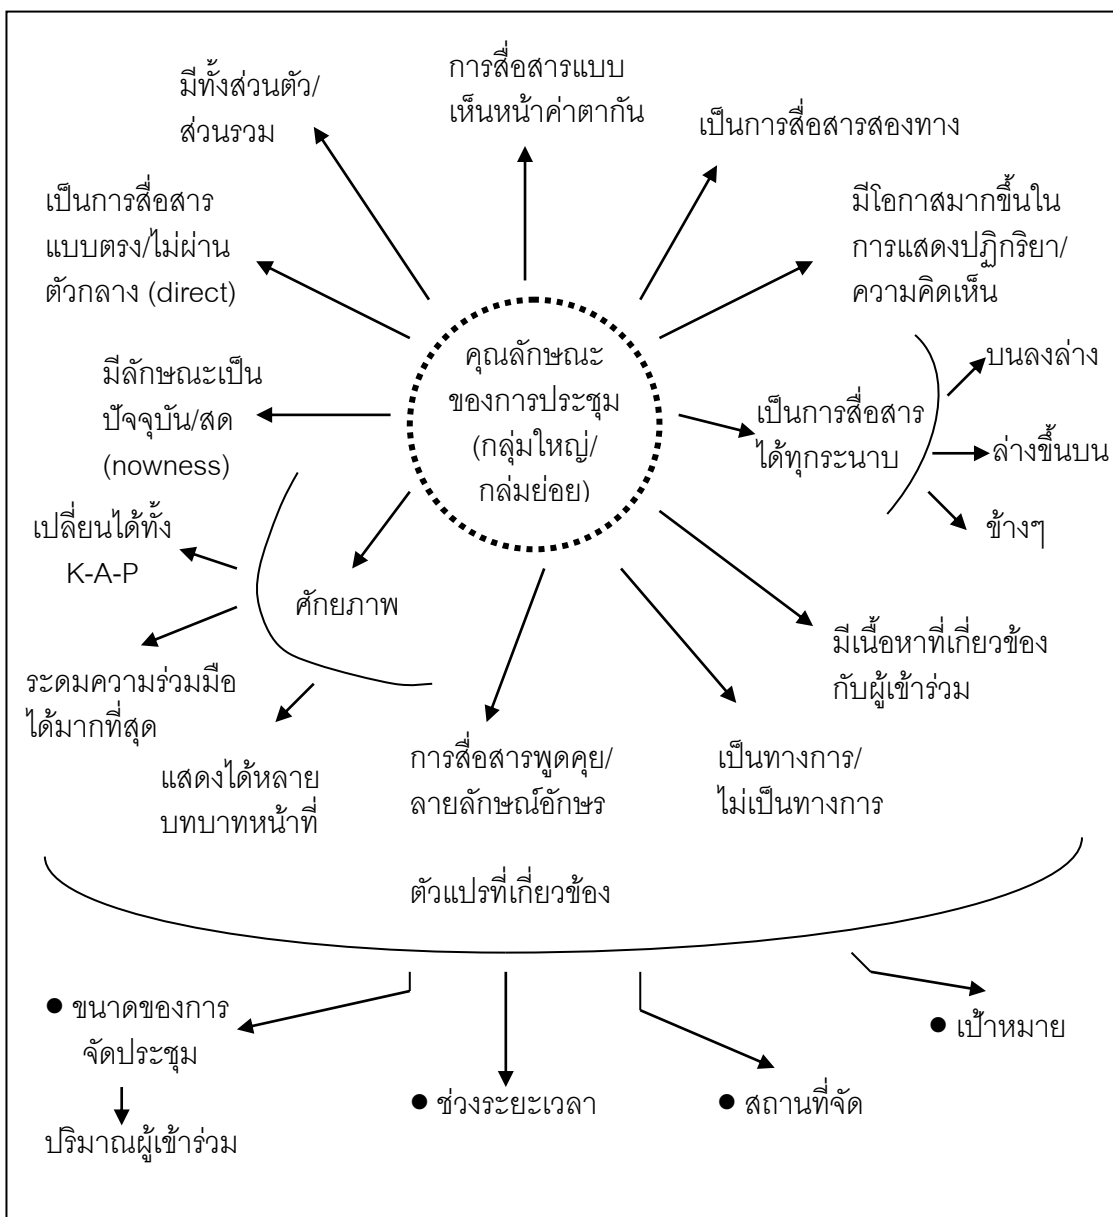 การสื่อสารแบบ
เห็นหน้าค่าตากัน
มีทั้งส่วนตัว/
ส่วนรวม
เป็นการสื่อสารสองทาง
เป็นการสื่อสาร
แบบตรง/ไม่ผ่าน
ตัวกลาง (direct)
มีโอกาสมากขึ้นใน
การแสดงปฏิกริยา/
ความคิดเห็น
คุณลักษณะ
ของการประชุม
(กลุ่มใหญ่/
กล่มย่อย)
มีลักษณะเป็น
ปัจจุบัน/สด
(nowness)
เป็นการสื่อสาร
ได้ทุกระนาบ
บนลงล่าง
ล่างขึ้นบน
ข้างๆ
เปลี่ยนได้ทั้ง
K-A-P
ศักยภาพ
ระดมความร่วมมือ
ได้มากที่สุด
แสดงได้หลาย
บทบาทหน้าที่
การสื่อสารพูดคุย/
ลายลักษณ์อักษร
เป็นทางการ/
ไม่เป็นทางการ
มีเนื้อหาที่เกี่ยวข้อง
กับผู้เข้าร่วม
ตัวแปรที่เกี่ยวข้อง
● ขนาดของการ
จัดประชุม
ปริมาณผู้เข้าร่วม
● ช่วงระยะเวลา
● สถานที่จัด
● เป้าหมาย